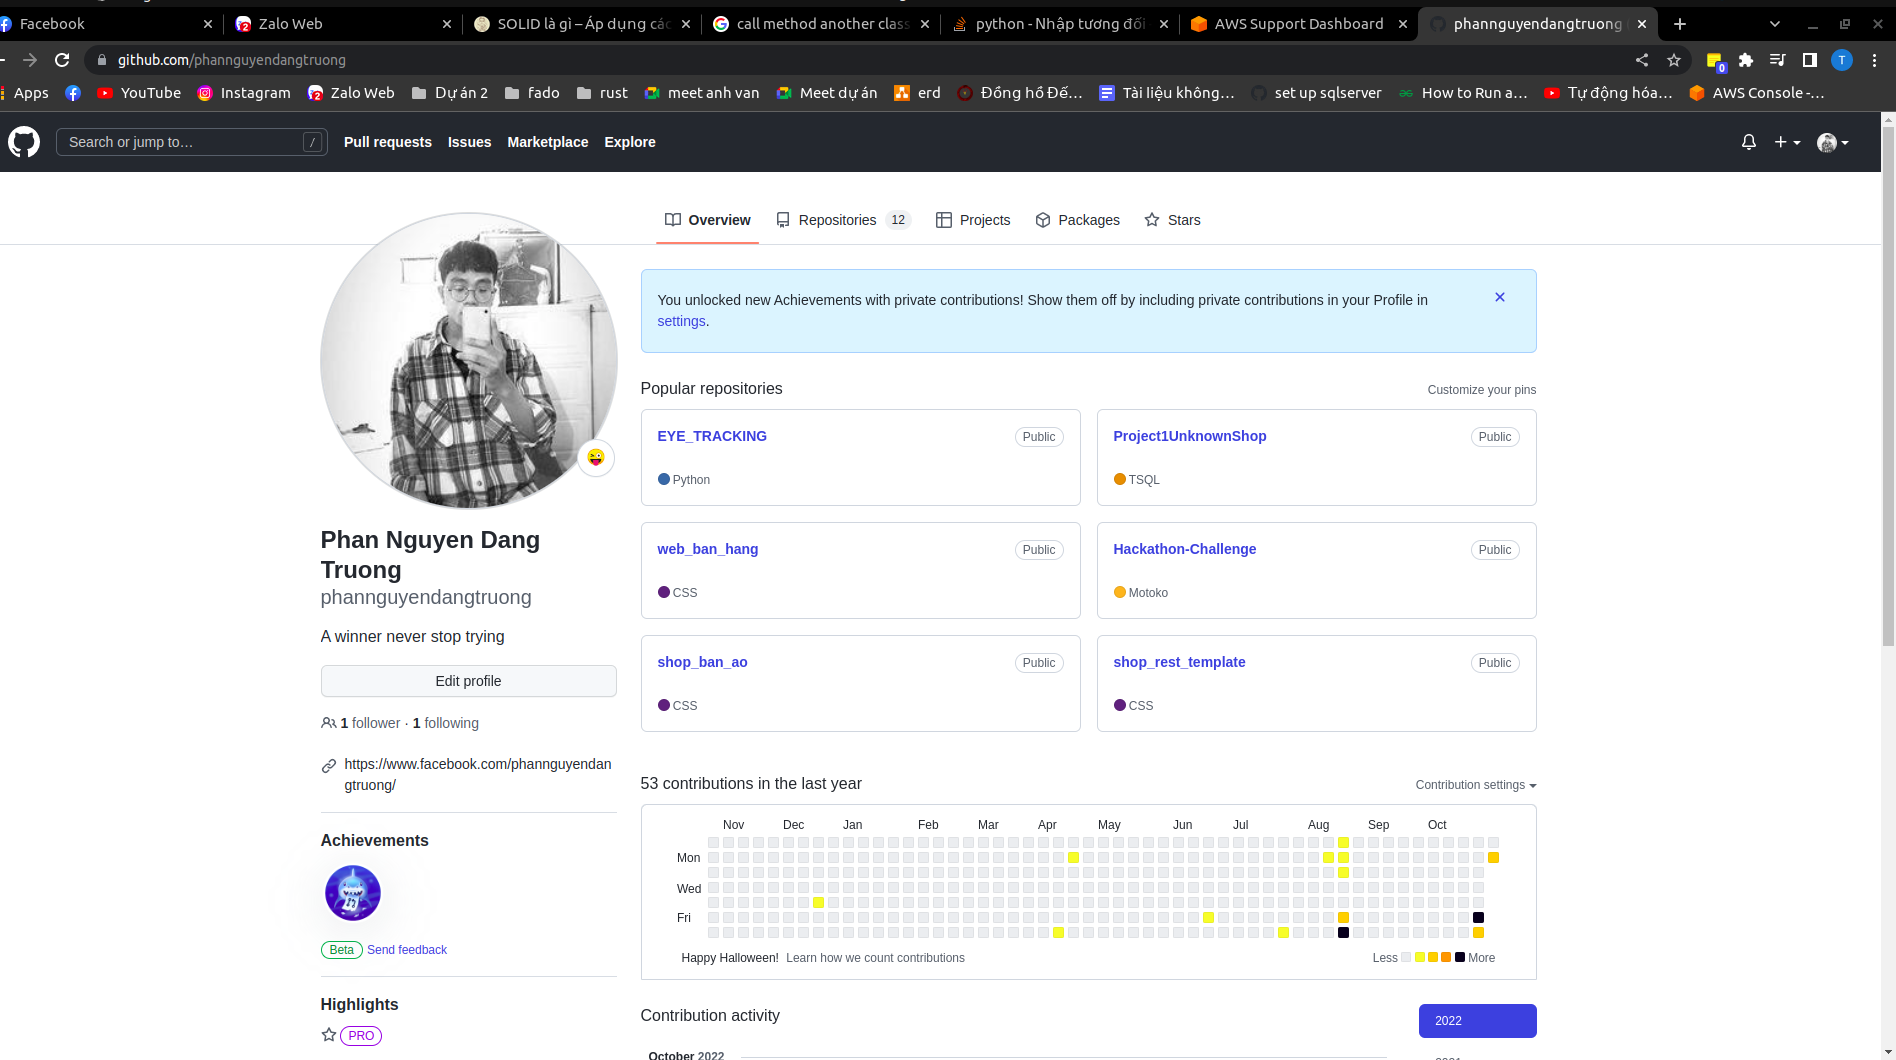 Facebook
Zalo Web
SOLID là gì – Áp dụng các
call method another class
python - Nhập tương đối
AWS Support Dashboard
phannguyendangtruong
github.com/phannguyendangtruong
0
T
Apps
YouTube
Instagram
Zalo Web
Dự án 2
fado
rust
meet anh van
Meet dự án
erd
Đồng hồ Đế…
Tài liệu không…
set up sqlserver
How to Run a…
Tự động hóa…
AWS Console -…
Search or jump to…
/
Pull requests
Issues
Marketplace
Explore
Overview
Repositories 12
Projects
Packages
Stars
You unlocked new Achievements with private contributions! Show them off by including private contributions in your Profile in
settings.
Phan Nguyen Dang
Truong
phannguyendangtruong
A winner never stop trying
Edit profile
1 follower · 1 following
https://www.facebook.com/phannguyendan
gtruong/
Achievements
Beta Send feedback
Highlights
PRO
Popular repositories
Customize your pins
EYE_TRACKING
Public
Python
Project1UnknownShop
Public
TSQL
web_ban_hang
Public
CSS
Hackathon-Challenge
Public
Motoko
shop_ban_ao
Public
CSS
shop_rest_template
Public
CSS
53 contributions in the last year
Contribution settings
Nov Dec Jan Feb Mar Apr May Jun Jul Aug Sep Oct
Mon
Wed
Fri
Happy Halloween! Learn how we count contributions
Less More
Contribution activity
2022
October 2022